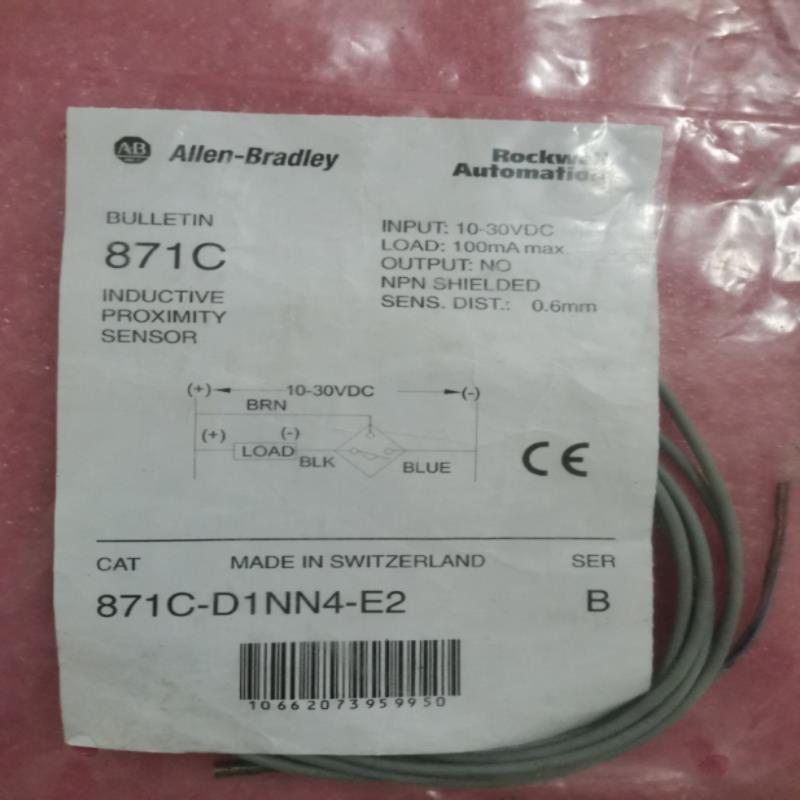 AB Allen-Bradley
Rockwell
Automation
BULLETIN
871C
INDUCTIVE
PROXIMITY
SENSOR
INPUT: 10-30VDC
LOAD: 100mA max.
OUTPUT: NO
NPN SHIELDED
SENS. DIST.: 0.6mm
(+) 10-30VDC (-)
BRN
(+) (-)
LOAD
BLK BLUE
CE
CAT MADE IN SWITZERLAND SER
871C-D1NN4-E2 B
10662073959950